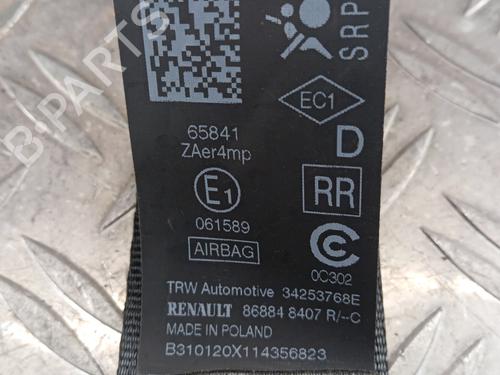 SRP
EC1
65841
ZAer4mp
D
E1
RR
061589
AIRBAG
0C302
TRW Automotive 34253768E
RENAULT 86884 8407 R/--C
MADE IN POLAND
B310120X114356823